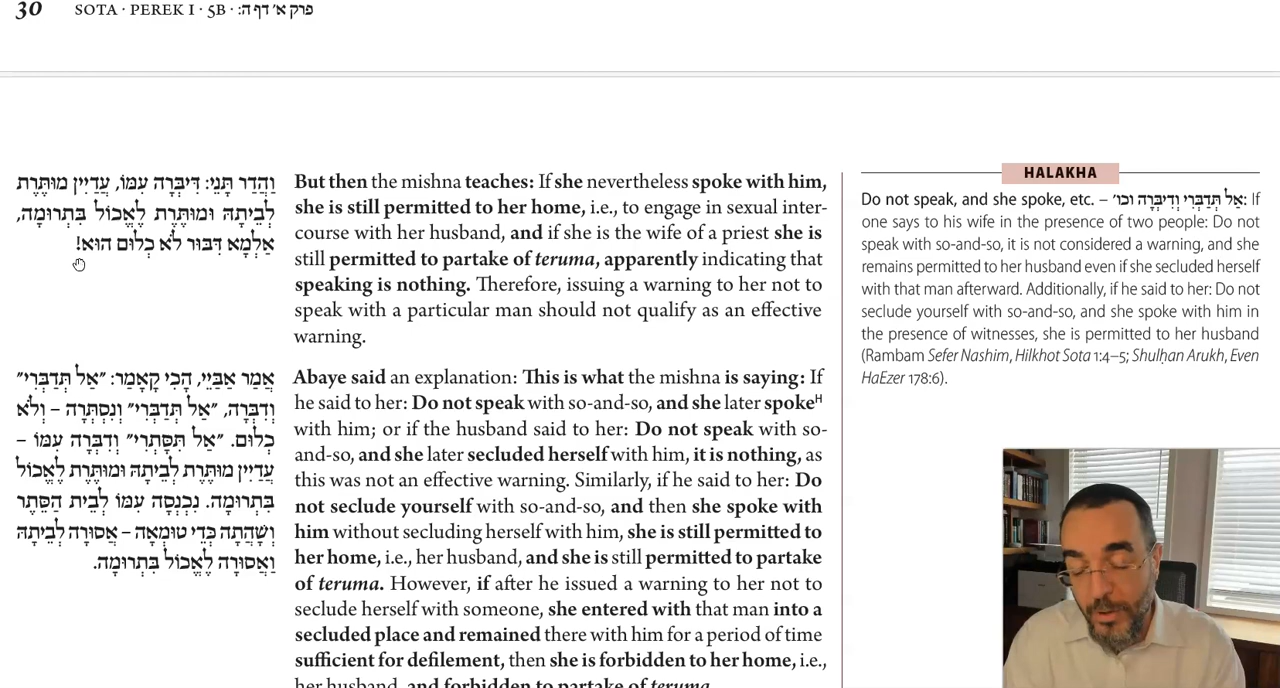 30 SOTA · PEREK I · 5B · פרק א׳ דף ה:
וַהֲדַר תָּנֵי: דִּיבְּרָה עִמּוֹ, עֲדַיִין מוּתֶּרֶת
לְבֵיתָהּ וּמוּתֶּרֶת לֶאֱכוֹל בִּתְרוּמָה,
אַלְמָא דִּבּוּר לֹא כְּלוּם הוּא!
But then the mishna teaches: If she nevertheless spoke with him,
she is still permitted to her home, i.e., to engage in sexual inter-
course with her husband, and if she is the wife of a priest she is
still permitted to partake of teruma, apparently indicating that
speaking is nothing. Therefore, issuing a warning to her not to
speak with a particular man should not qualify as an effective
warning.
אֲמַר אַבַּיֵי, הָכִי קָאָמַר: ״אַל תְּדַבְּרִי״
וְדִבְּרָה, ״אַל תְּדַבְּרִי״ וְנִסְתְּרָה – וְלֹא
כְלוּם. ״אַל תִּסָּתְרִי״ וְדִבְּרָה עִמּוֹ –
עֲדַיִין מוּתֶּרֶת לְבֵיתָהּ וּמוּתֶּרֶת לֶאֱכוֹל
בִּתְרוּמָה. נִכְנְסָה עִמּוֹ לְבֵית הַסֵּתֶר
וְשָׁהֲתָה כְּדֵי טוּמְאָה – אֲסוּרָה לְבֵיתָהּ
וַאֲסוּרָה לֶאֱכוֹל בִּתְרוּמָה.
Abaye said an explanation: This is what the mishna is saying: If
he said to her: Do not speak with so-and-so, and she later spokeᴴ
with him; or if the husband said to her: Do not speak with so-
and-so, and she later secluded herself with him, it is nothing, as
this was not an effective warning. Similarly, if he said to her: Do
not seclude yourself with so-and-so, and then she spoke with
him without secluding herself with him, she is still permitted to
her home, i.e., her husband, and she is still permitted to partake
of teruma. However, if after he issued a warning to her not to
seclude herself with someone, she entered with that man into a
secluded place and remained there with him for a period of time
sufficient for defilement, then she is forbidden to her home, i.e.,
her husband, and forbidden to partake of teruma.
HALAKHA
Do not speak, and she spoke, etc. – אַל תְּדַבְּרִי וְדִיבְּרָה וכו׳: If
one says to his wife in the presence of two people: Do not
speak with so-and-so, it is not considered a warning, and she
remains permitted to her husband even if she secluded herself
with that man afterward. Additionally, if he said to her: Do not
seclude yourself with so-and-so, and she spoke with him in
the presence of witnesses, she is permitted to her husband
(Rambam Sefer Nashim, Hilkhot Sota 1:4–5; Shulḥan Arukh, Even
HaEzer 178:6).